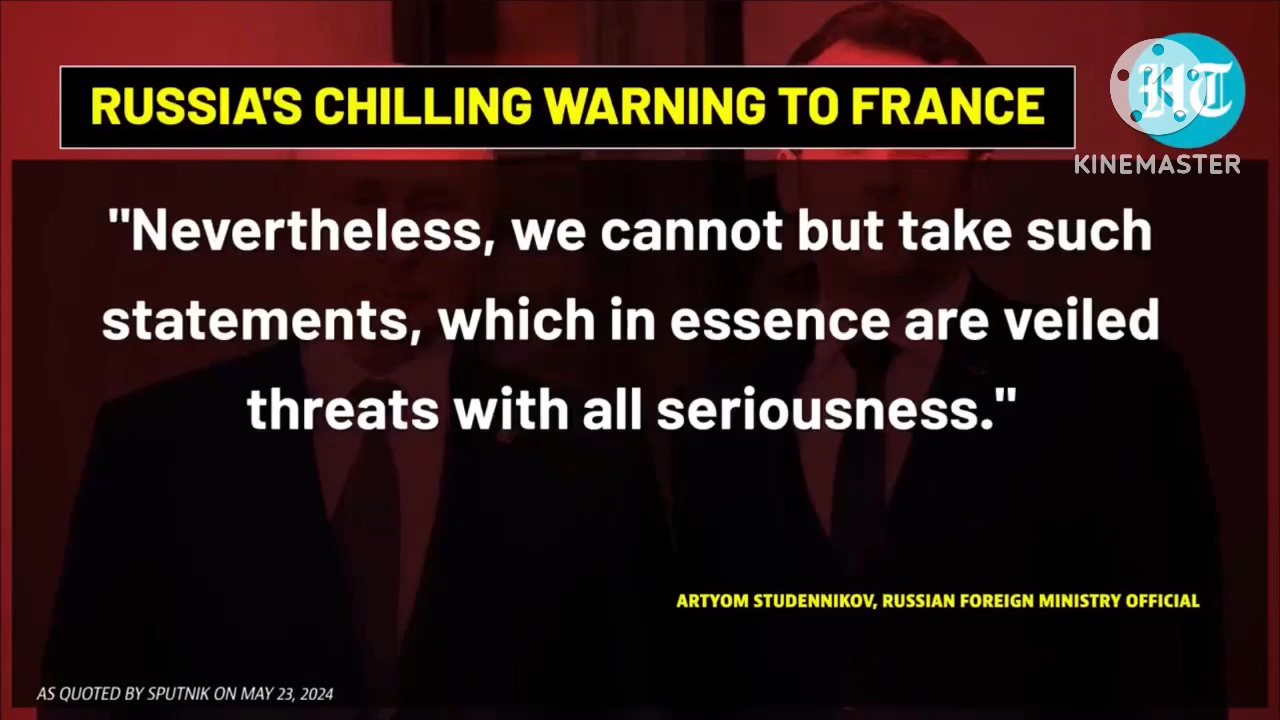 RUSSIA'S CHILLING WARNING TO FRANCE
HT
KINEMASTER
"Nevertheless, we cannot but take such
statements, which in essence are veiled
threats with all seriousness."
ARTYOM STUDENNIKOV, RUSSIAN FOREIGN MINISTRY OFFICIAL
AS QUOTED BY SPUTNIK ON MAY 23, 2024